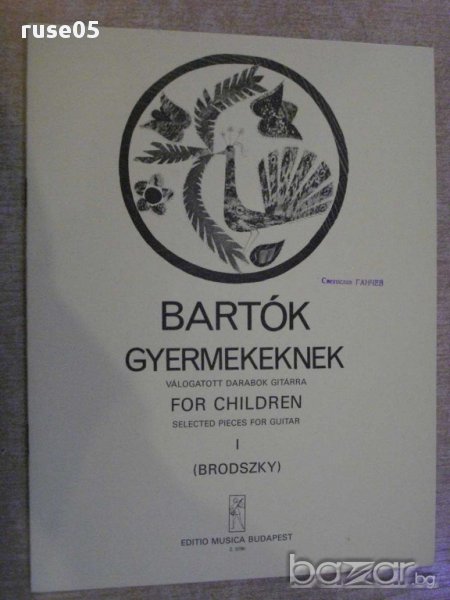 ruse05
Светослав ГАНЧЕВ
BARTÓK
GYERMEKEKNEK
VÁLOGATOTT DARABOK GITÁRRA
FOR CHILDREN
SELECTED PIECES FOR GUITAR
I
(BRODSZKY)
EDITIO MUSICA BUDAPEST
bazar.bg